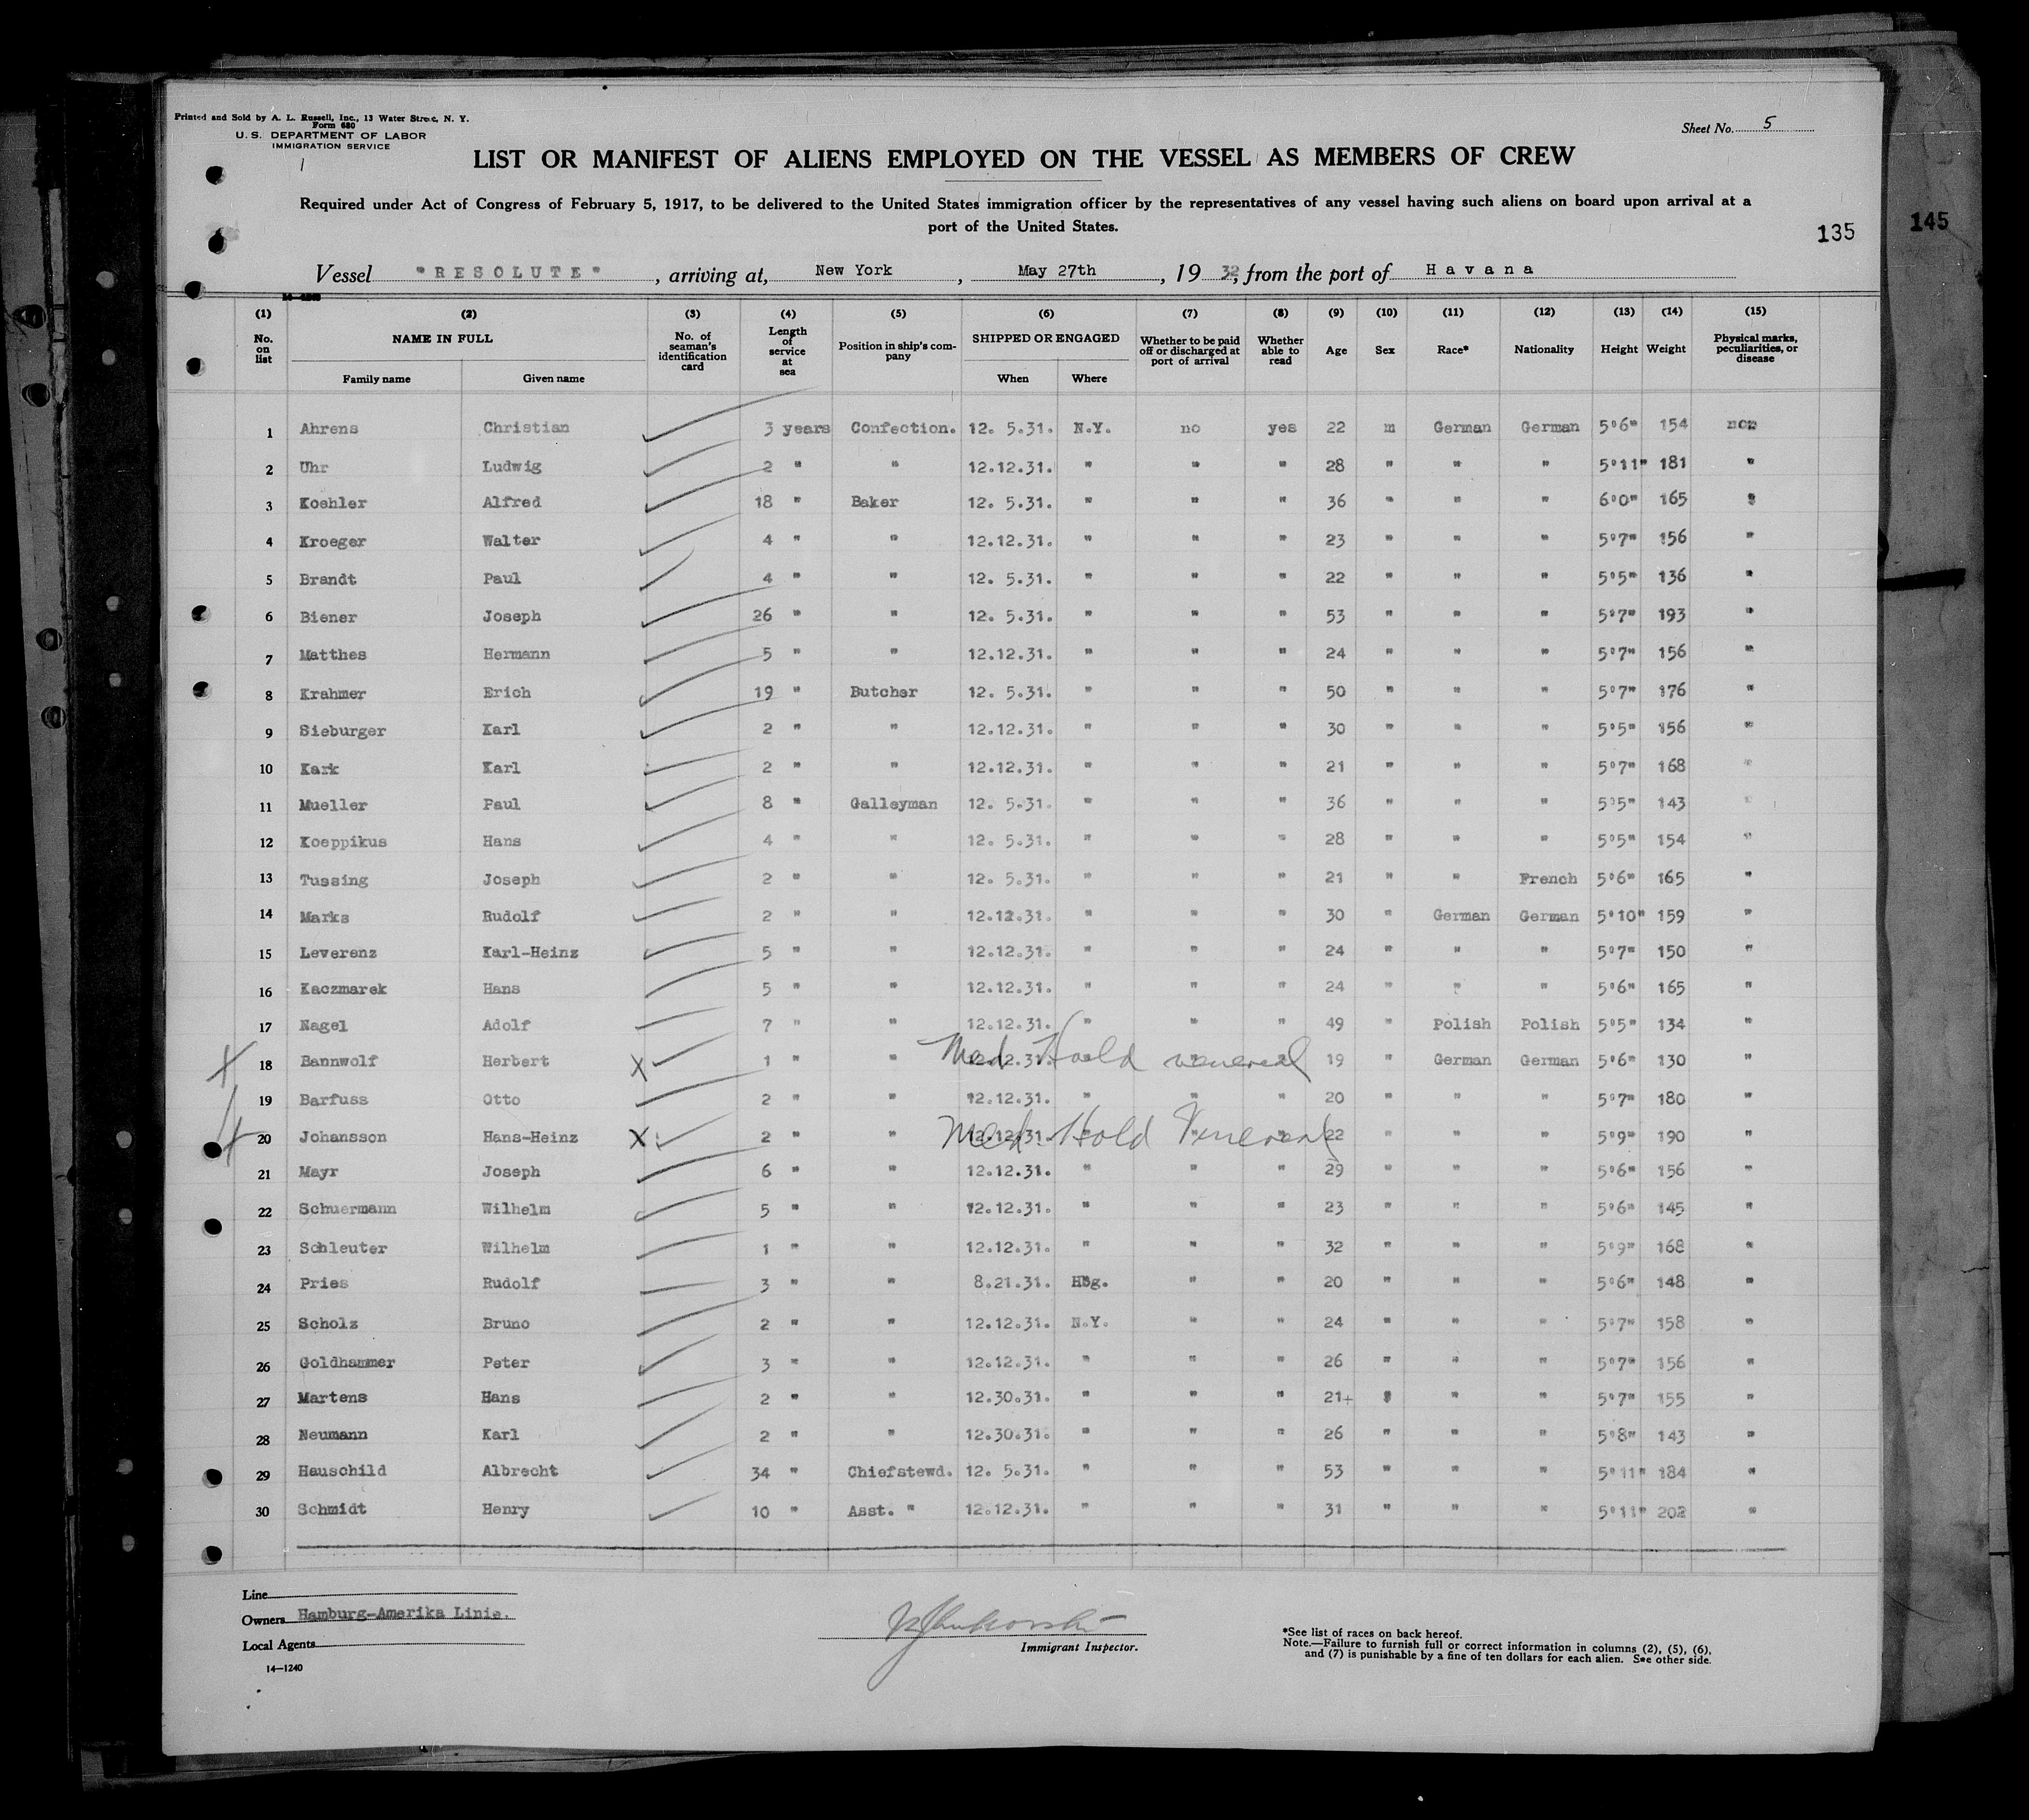 Printed and Sold by A. L. Russell, Inc., 13 Water Street, N. Y.
Form 680
U. S. DEPARTMENT OF LABOR
IMMIGRATION SERVICE
Sheet No. 5
LIST OR MANIFEST OF ALIENS EMPLOYED ON THE VESSEL AS MEMBERS OF CREW
Required under Act of Congress of February 5, 1917, to be delivered to the United States immigration officer by the representatives of any vessel having such aliens on board upon arrival at a
port of the United States.
135
145
Vessel "RESOLUTE", arriving at, New York, May 27th, 1932, from the port of Havana
(1) No. on list (2) NAME IN FULL Family name Given name (3) No. of seaman's identification card (4) Length of service at sea (5) Position in ship's company (6) SHIPPED OR ENGAGED When Where (7) Whether to be paid off or discharged at port of arrival (8) Whether able to read (9) Age (10) Sex (11) Race* (12) Nationality (13) Height (14) Weight (15) Physical marks, peculiarities, or disease
1 Ahrens Christian 3 years Confection. 12. 5.31. N.Y. no yes 22 m German German 5°6" 154 non
2 Uhr Ludwig 2 " " 12.12.31. " " " 28 " " " 5°11" 181 "
3 Koehler Alfred 18 " Baker 12. 5.31. " " " 36 " " " 6°0" 165 "
4 Kroeger Walter 4 " " 12.12.31. " " " 23 " " " 5°7" 156 "
5 Brandt Paul 4 " " 12. 5.31. " " " 22 " " " 5°5" 136 "
6 Biener Joseph 26 " " 12. 5.31. " " " 53 " " " 5°7" 193 "
7 Matthes Hermann 5 " " 12.12.31. " " " 24 " " " 5°7" 156 "
8 Krahmer Erich 19 " Butcher 12. 5.31. " " " 50 " " " 5°7" 176 "
9 Sieburger Karl 2 " " 12.12.31. " " " 30 " " " 5°5" 156 "
10 Kark Karl 2 " " 12.12.31. " " " 21 " " " 5°7" 168 "
11 Mueller Paul 8 " Galleyman 12. 5.31. " " " 36 " " " 5°5" 143 "
12 Koeppikus Hans 4 " " 12. 5.31. " " " 28 " " " 5°5" 154 "
13 Tussing Joseph 2 " " 12. 5.31. " " " 21 " " French 5°6" 165 "
14 Marks Rudolf 2 " " 12.12.31. " " " 30 " German German 5°10" 159 "
15 Leverenz Karl-Heinz 5 " " 12.12.31. " " " 24 " " " 5°7" 150 "
16 Kaczmarek Hans 5 " " 12.12.31. " " " 24 " " " 5°6" 165 "
17 Nagel Adolf 7 " " 12.12.31. " " " 49 " Polish Polish 5°5" 134 "
18 Bannwolf Herbert X 1 " " 12.12.31. Med Hold venereal 19 " German German 5°6" 130 "
19 Barfuss Otto 2 " " 12.12.31. " " " 20 " " " 5°7" 180 "
20 Johansson Hans-Heinz X 2 " " 12.12.31. Med. Hold Venereal 22 " " " 5°9" 190 "
21 Mayr Joseph 6 " " 12.12.31. " " " 29 " " " 5°6" 156 "
22 Schuermann Wilhelm 5 " " 12.12.31. " " " 23 " " " 5°6" 145 "
23 Schleuter Wilhelm 1 " " 12.12.31. " " " 32 " " " 5°9" 168 "
24 Pries Rudolf 3 " " 8.21.31. Hbg. " " 20 " " " 5°6" 148 "
25 Scholz Bruno 2 " " 12.12.31. N.Y. " " 24 " " " 5°7" 158 "
26 Goldhammer Peter 3 " " 12.12.31. " " " 26 " " " 5°7" 156 "
27 Martens Hans 2 " " 12.30.31. " " " 21+ " " " 5°7" 155 "
28 Neumann Karl 2 " " 12.30.31. " " " 26 " " " 5°8" 143 "
29 Hauschild Albrecht 34 " Chiefstewd. 12. 5.31. " " " 53 " " " 5°11" 184 "
30 Schmidt Henry 10 " Asst. " 12.12.31. " " " 31 " " " 5°11" 202 "
Line
Owners Hamburg-Amerika Linie.
Local Agents
14—1240
Immigrant Inspector.
*See list of races on back hereof.
Note.—Failure to furnish full or correct information in columns (2), (5), (6),
and (7) is punishable by a fine of ten dollars for each alien. See other side.